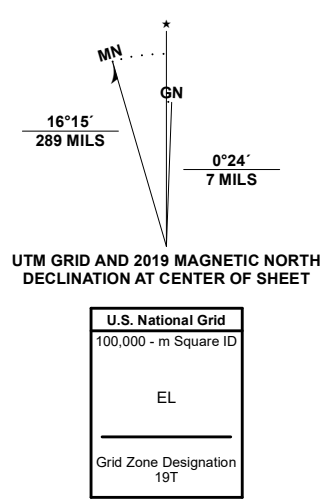 ★
MN
GN
16°15´
289 MILS
0°24´
7 MILS
UTM GRID AND 2019 MAGNETIC NORTH
DECLINATION AT CENTER OF SHEET
U.S. National Grid
100,000 - m Square ID
EL
Grid Zone Designation
19T